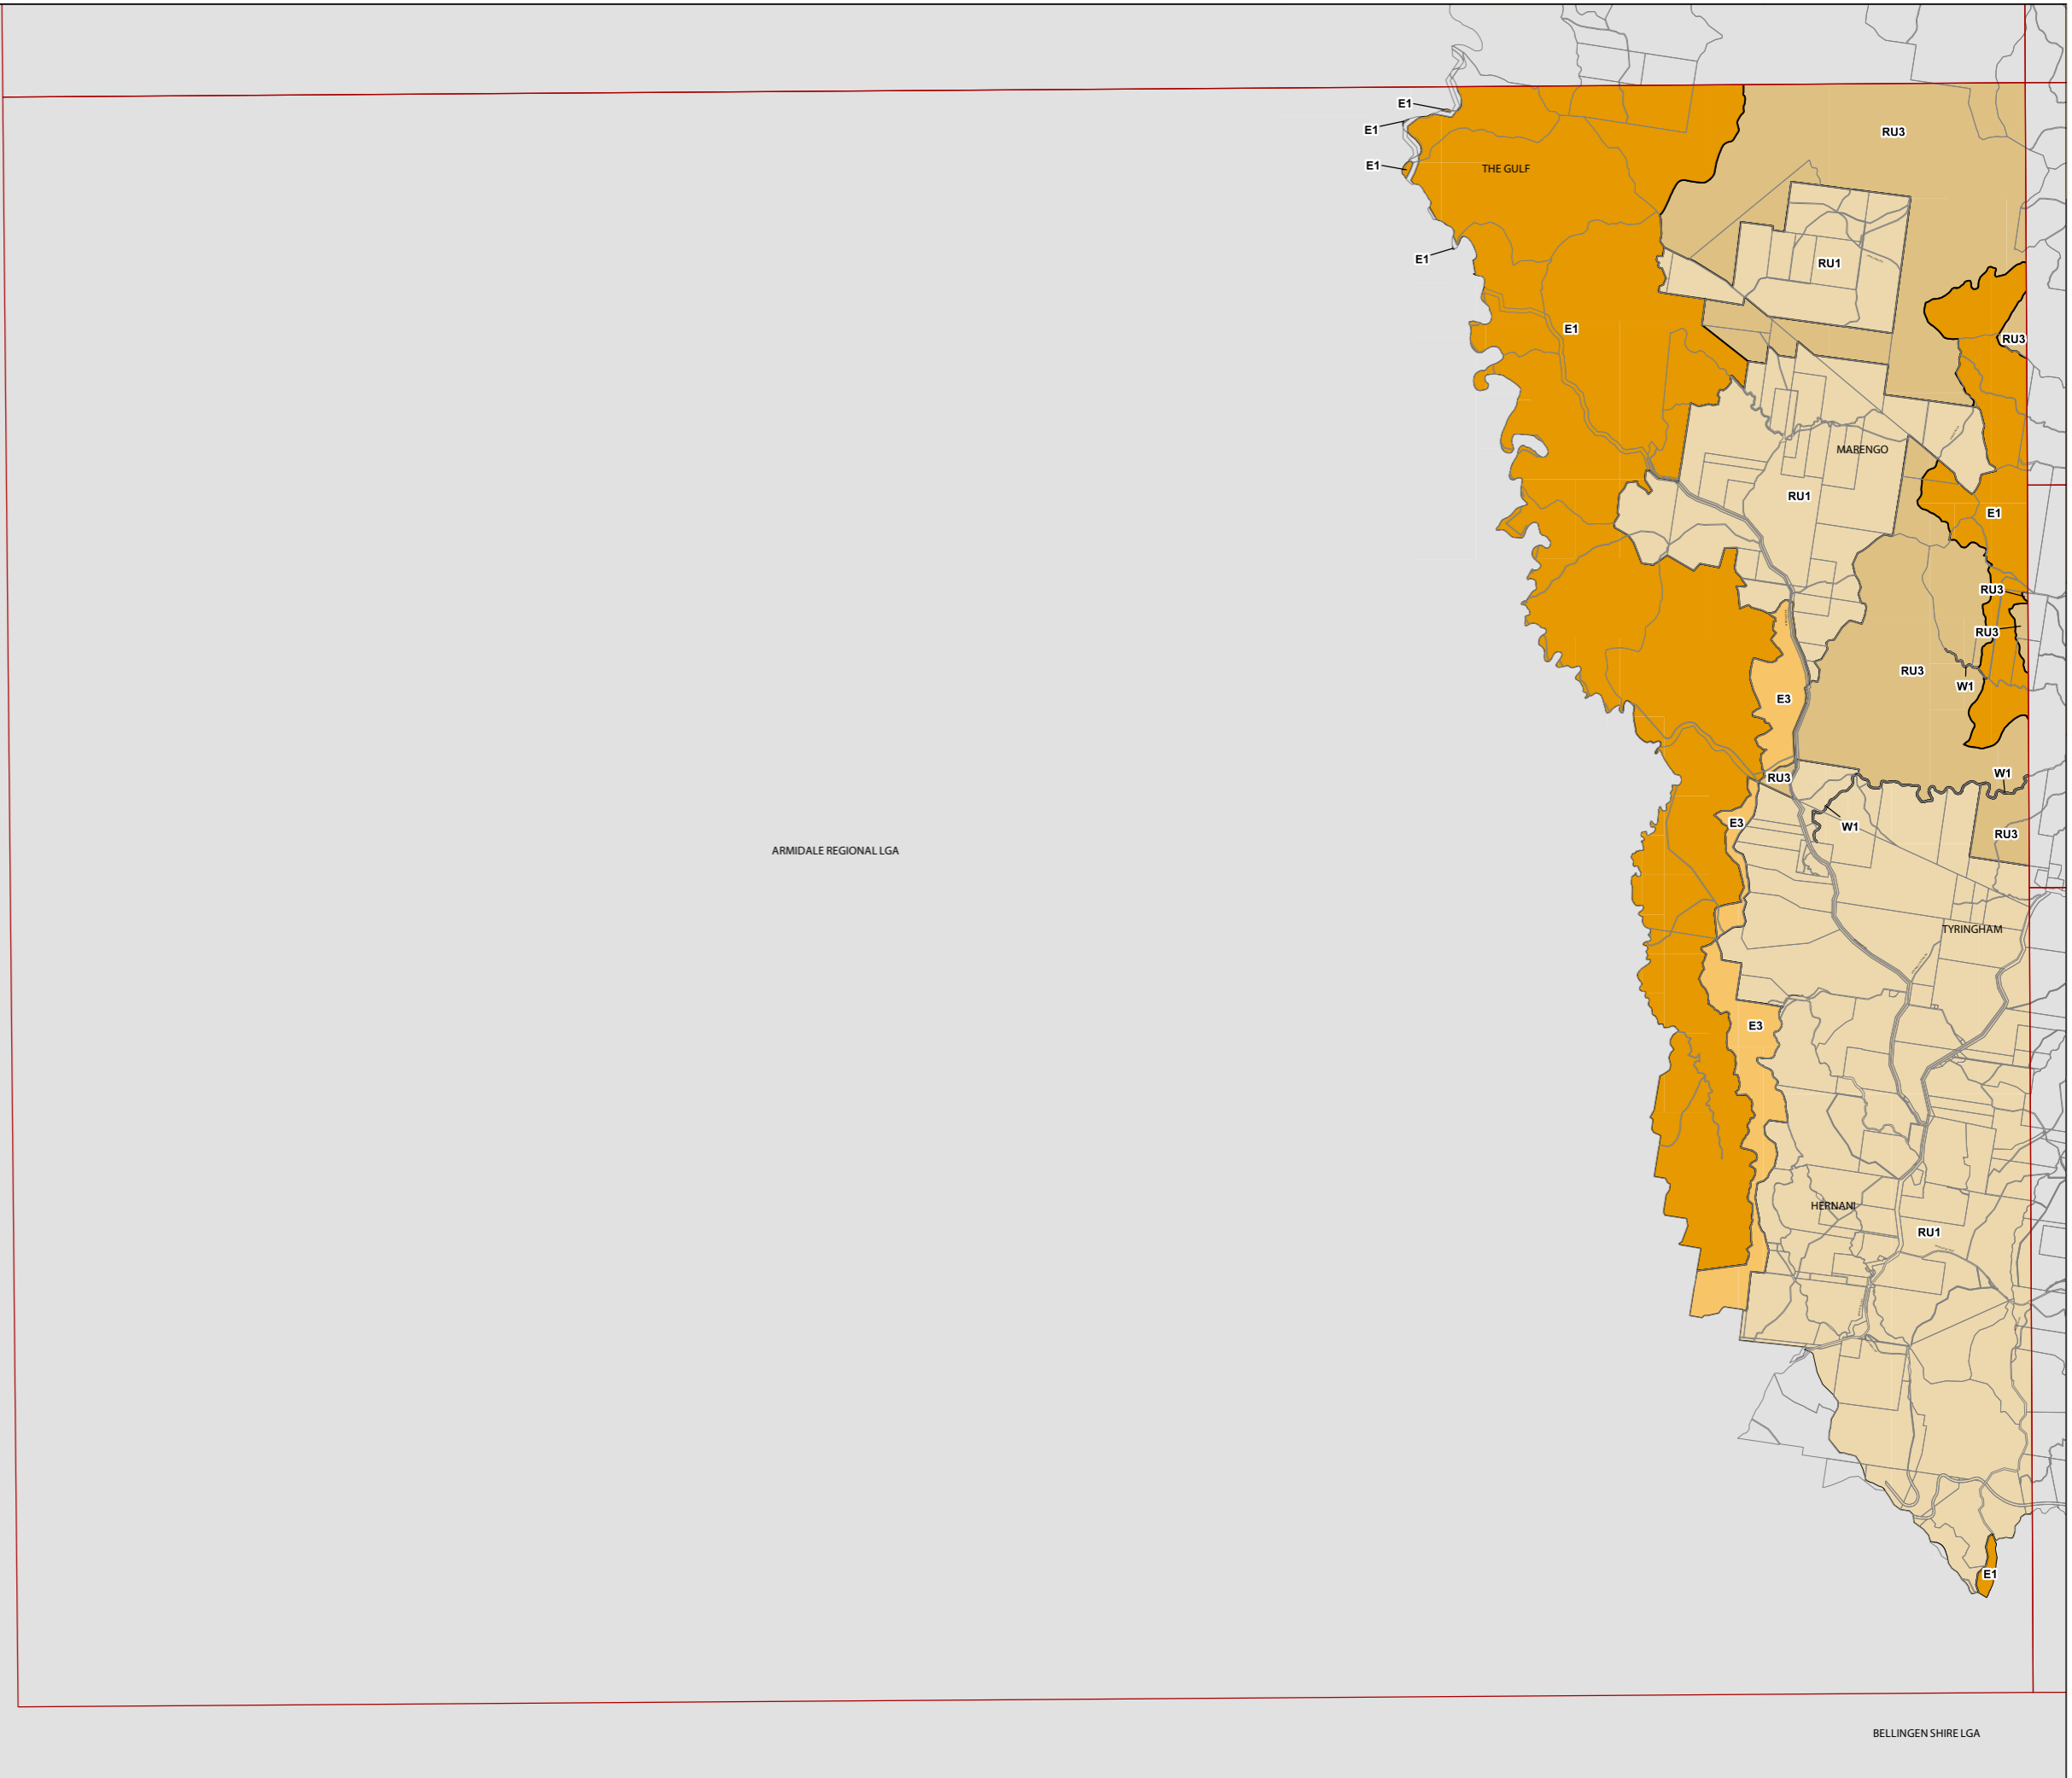 E1
E1
RU3
E1
THE GULF
E1
RU1
E1
RU3
MARENGO
RU1
E1
RU3
RU3
RU3
W1
E3
W1
RU3
E3
W1
RU3
ARMIDALE REGIONAL LGA
TYRINGHAM
E3
HERNANI
RU1
E1
BELLINGEN SHIRE LGA